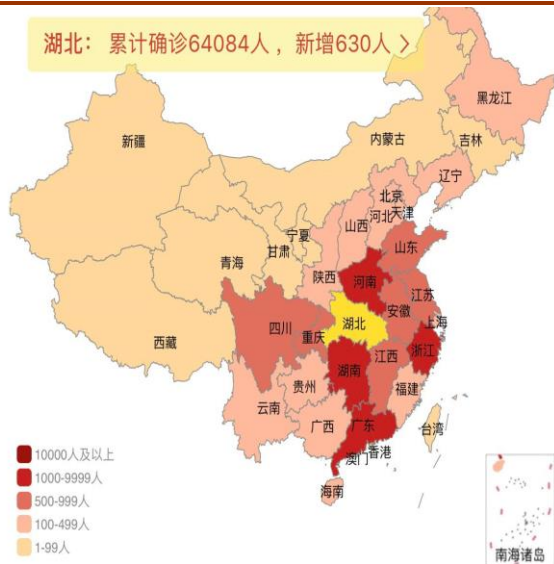 湖北： 累计确诊64084人 ，新增630人 >
黑龙江
新疆
内蒙古
吉林
辽宁
北京
天津
河北
山西
宁夏
山东
青海
甘肃
陕西
河南
江苏
安徽
上海
四川
湖北
重庆
西藏
浙江
江西
湖南
贵州
福建
云南
台湾
广西
广东
香港
澳门
海南
10000人及以上
1000-9999人
500-999人
100-499人
1-99人
南海诸岛